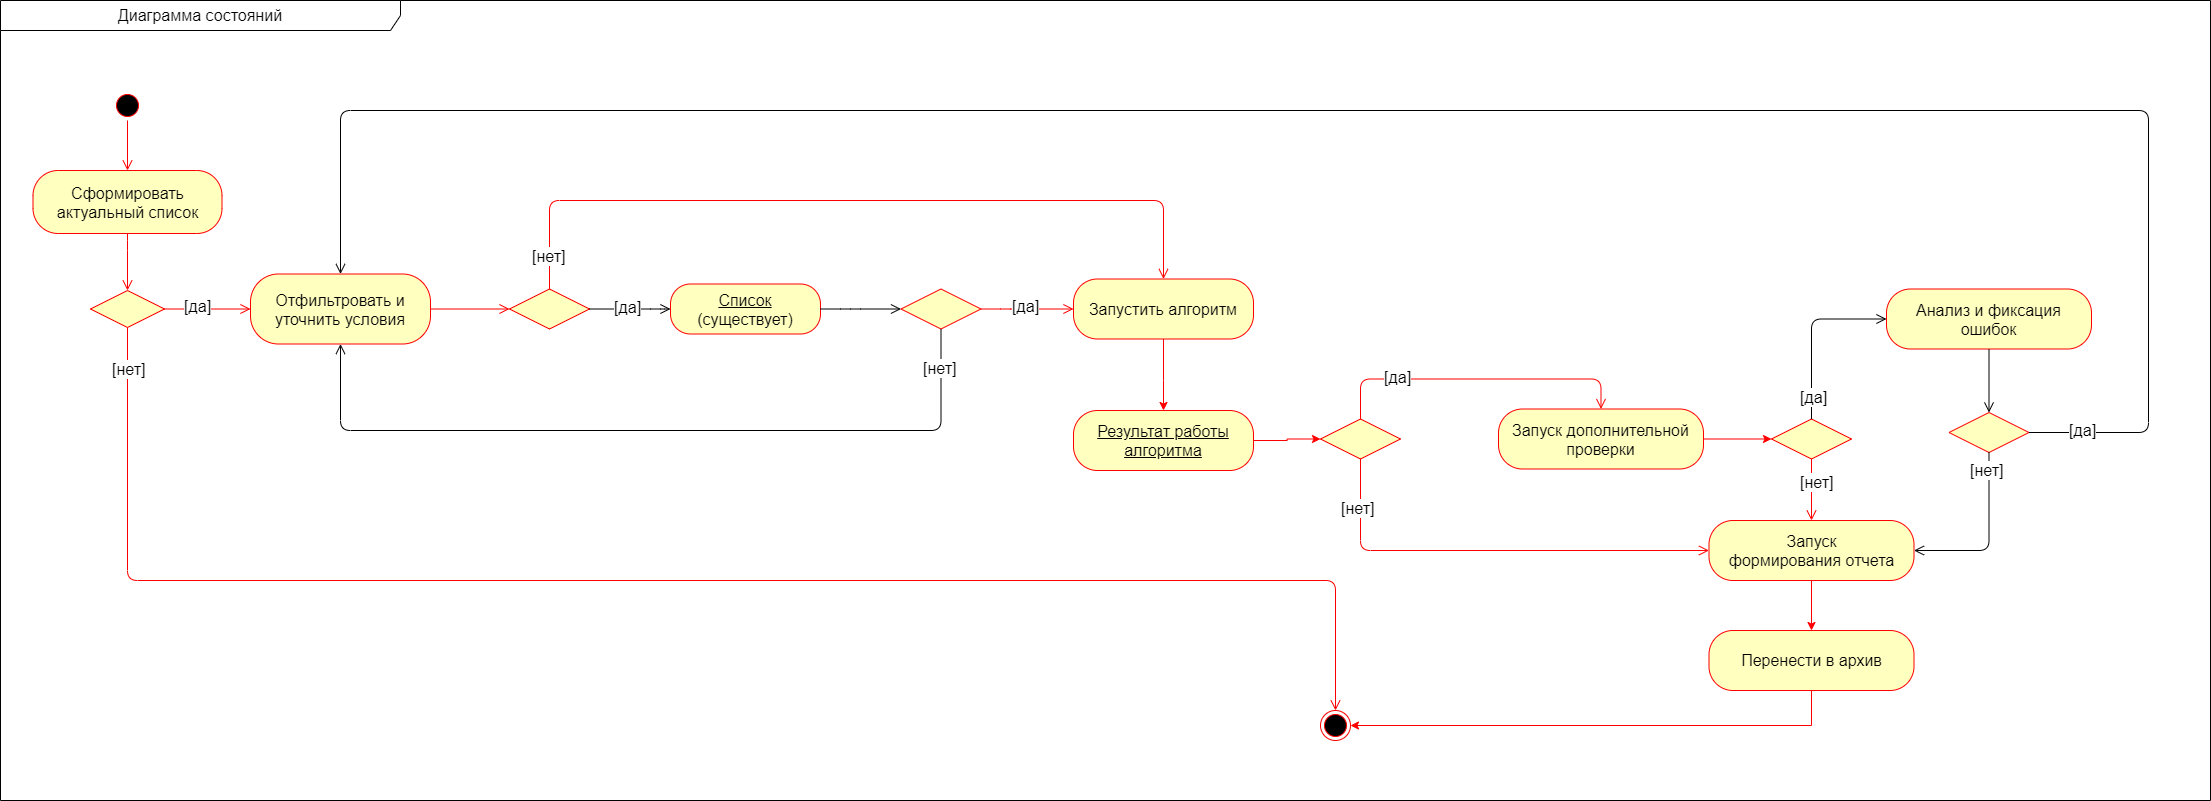 Диаграмма состояний
Сформировать
актуальный список
[да]
[нет]
Отфильтровать и
уточнить условия
[нет]
[да]
Список
(существует)
[да]
[нет]
Запустить алгоритм
Результат работы
алгоритма
[да]
[нет]
Запуск дополнительной
проверки
[да]
[нет]
Анализ и фиксация
ошибок
[да]
[нет]
Запуск
формирования отчета
Перенести в архив